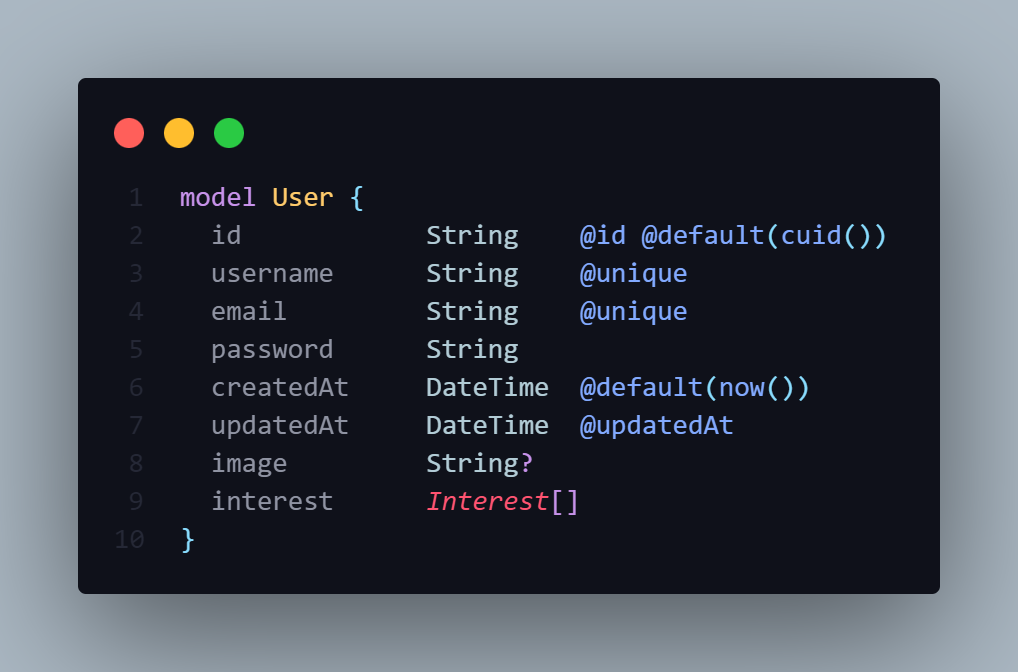 1 model User {
2 id String @id @default(cuid())
3 username String @unique
4 email String @unique
5 password String
6 createdAt DateTime @default(now())
7 updatedAt DateTime @updatedAt
8 image String?
9 interest Interest[]
10 }